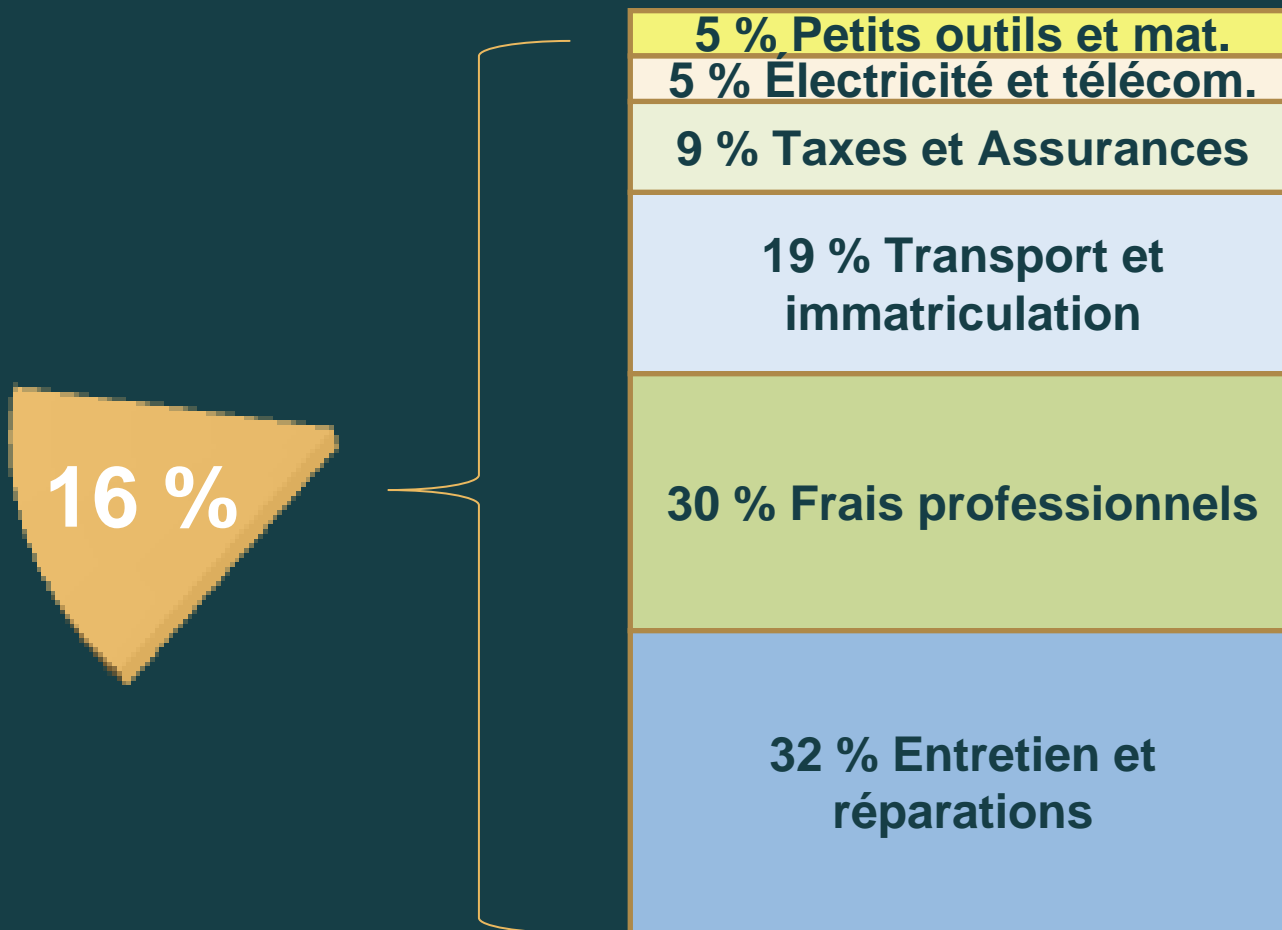 5 % Petits outils et mat.
5 % Électricité et télécom.
9 % Taxes et Assurances
19 % Transport et
immatriculation
16 %
30 % Frais professionnels
32 % Entretien et
réparations